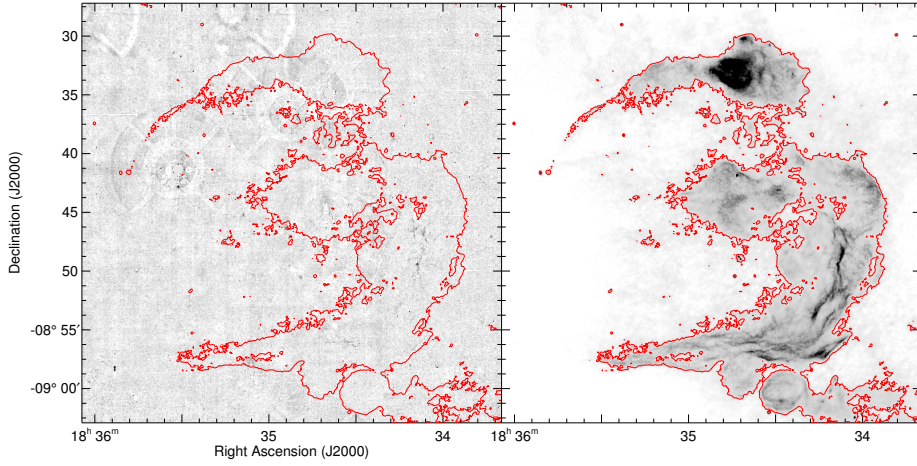 30
35
40
45
50
-08° 55′
-09° 00′
Declination (J2000)
18ʰ 36ᵐ
35
34
Right Ascension (J2000)
18ʰ 36ᵐ
35
34